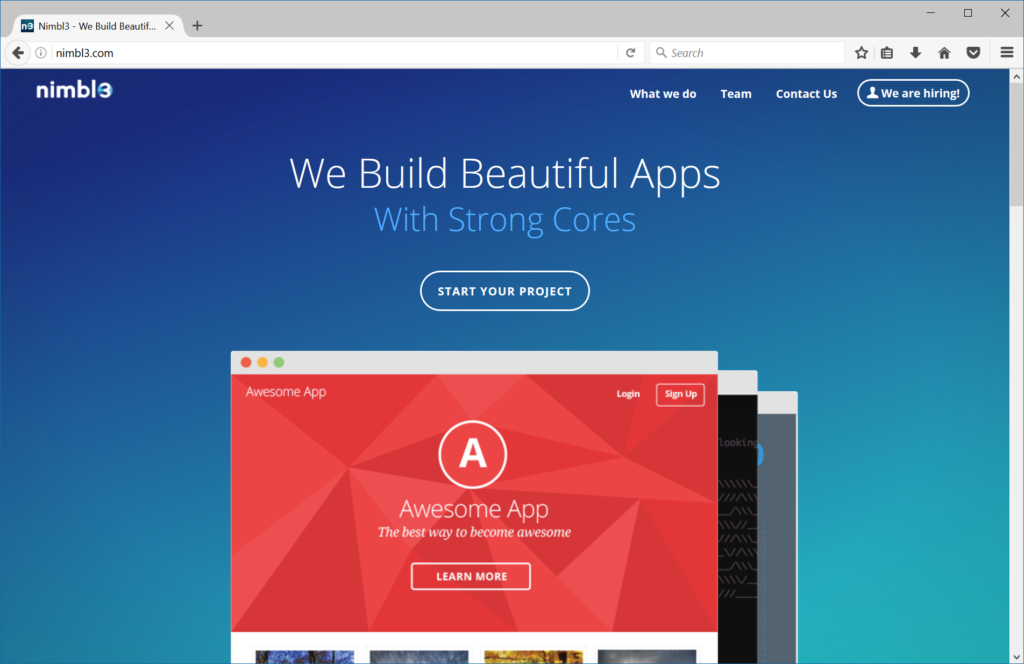 Nimbl3 - We Build Beautif...
nimbl3.com
Search
nimbl3
What we do
Team
Contact Us
We are hiring!
We Build Beautiful Apps
With Strong Cores
START YOUR PROJECT
Awesome App
Login
Sign Up
looking
A
Awesome App
The best way to become awesome
LEARN MORE